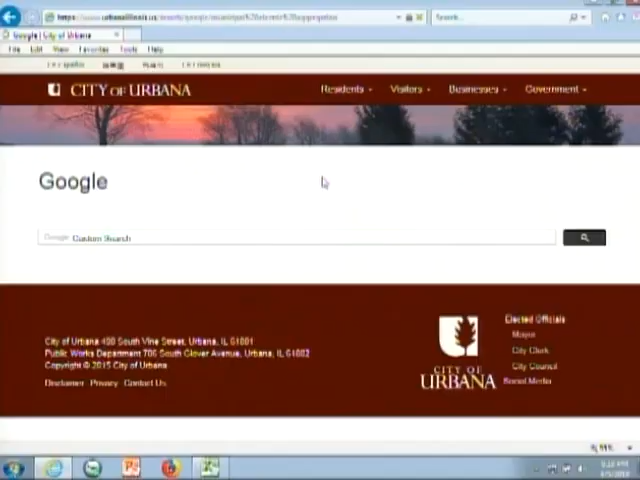 Google | City of Urbana
File Edit View Favorites Tools Help
CITY OF URBANA
Residents
Visitors
Businesses
Government
Google
Google Custom Search
City of Urbana 400 South Vine Street, Urbana, IL 61801
Public Works Department 706 South Glover Avenue, Urbana, IL 61802
Copyright © 2015 City of Urbana
Disclaimer Privacy Contact Us
CITY OF
URBANA
Elected Officials
Mayor
City Clerk
City Council
Social Media